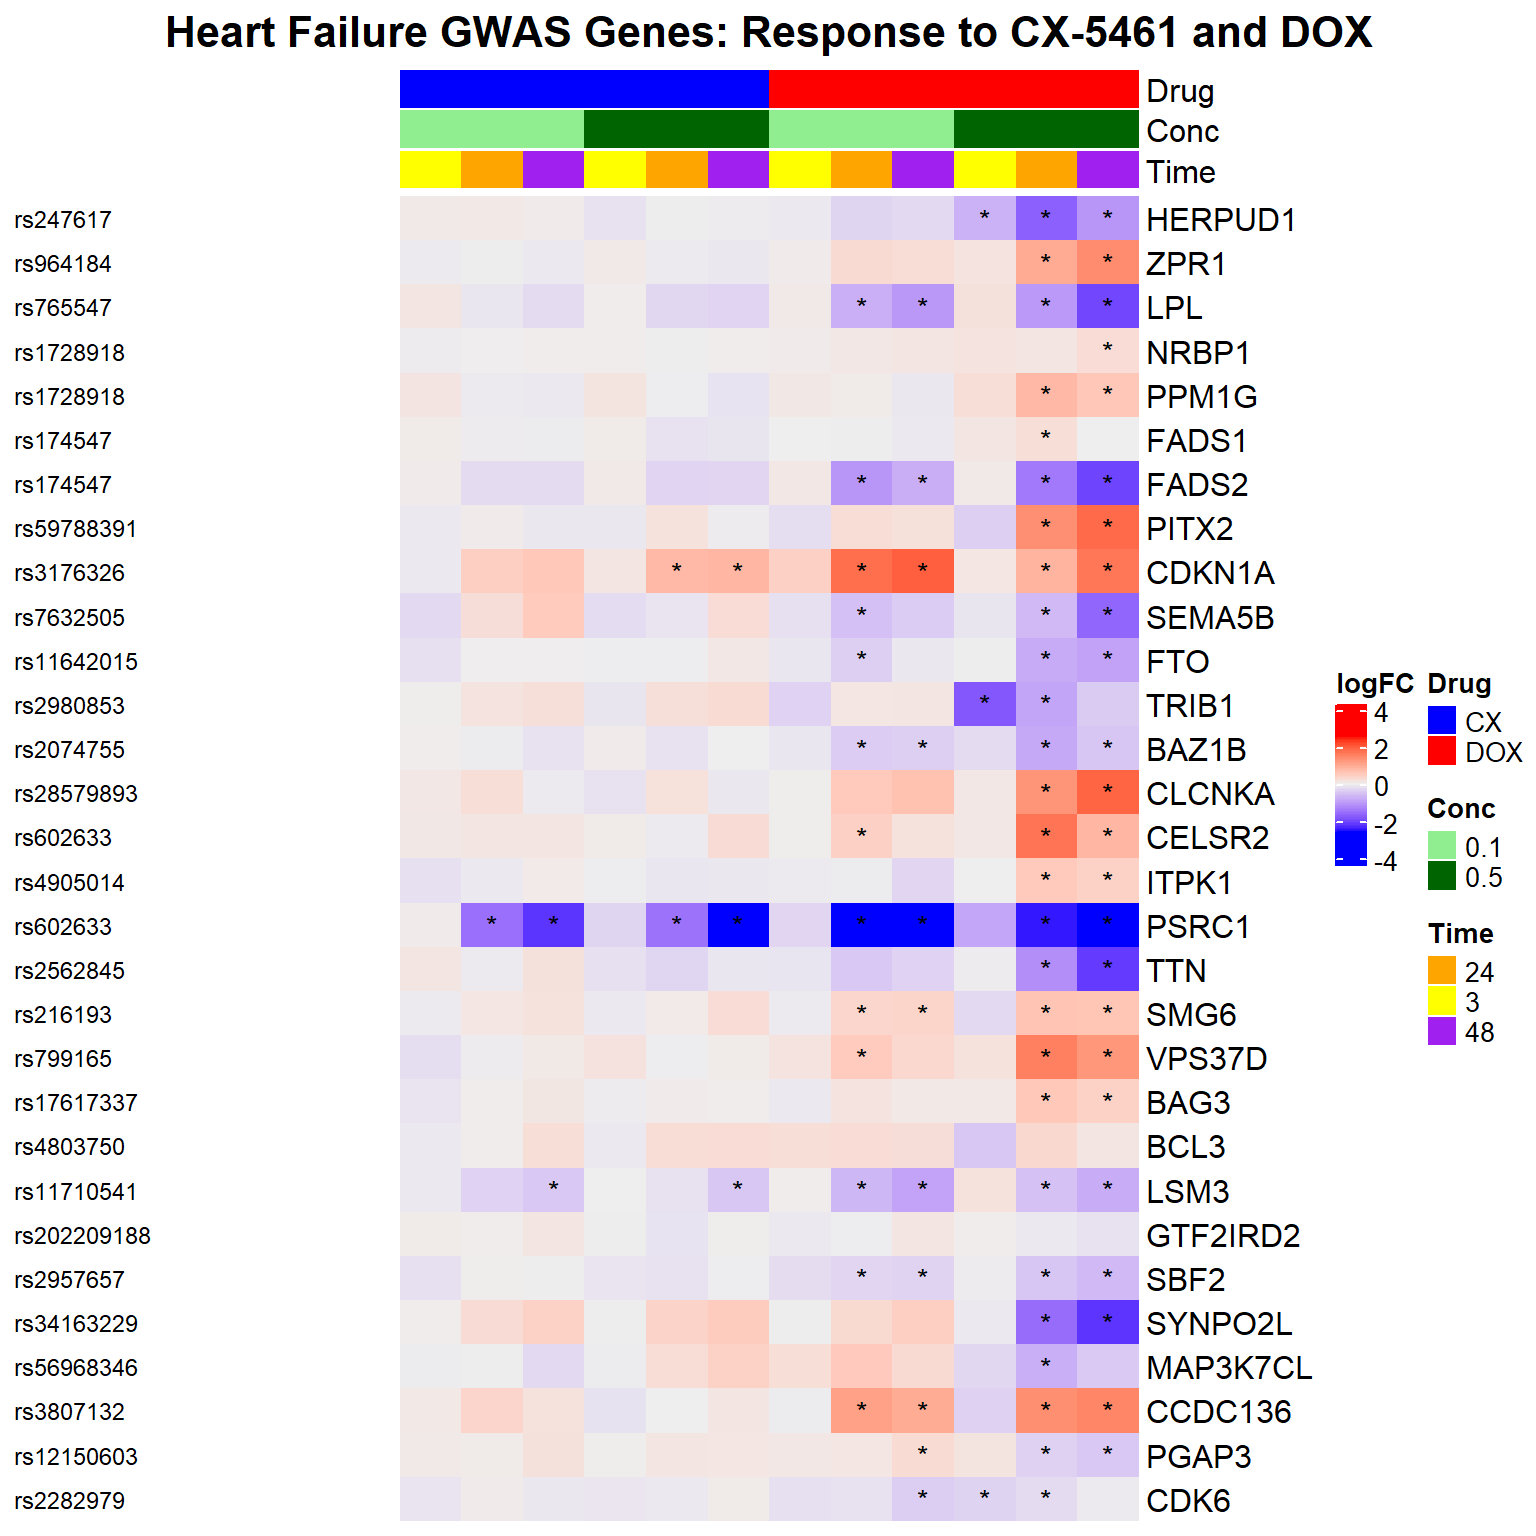 Heart Failure GWAS Genes: Response to CX-5461 and DOX
Drug
Conc
Time
rs247617 * * * HERPUD1
rs964184 * * ZPR1
rs765547 * * * * LPL
rs1728918 * NRBP1
rs1728918 * * PPM1G
rs174547 * FADS1
rs174547 * * * * FADS2
rs59788391 * * PITX2
rs3176326 * * * * * * CDKN1A
rs7632505 * * * SEMA5B
rs11642015 * * * FTO
rs2980853 * * TRIB1
rs2074755 * * * * BAZ1B
rs28579893 * * CLCNKA
rs602633 * * * CELSR2
rs4905014 * * ITPK1
rs602633 * * * * * * * * PSRC1
rs2562845 * * TTN
rs216193 * * * * SMG6
rs799165 * * * VPS37D
rs17617337 * * BAG3
rs4803750 BCL3
rs11710541 * * * * * * LSM3
rs202209188 GTF2IRD2
rs2957657 * * * * SBF2
rs34163229 * * SYNPO2L
rs56968346 * MAP3K7CL
rs3807132 * * * * CCDC136
rs12150603 * * * PGAP3
rs2282979 * * * CDK6
logFC
4
2
0
-2
-4
Drug
CX
DOX
Conc
0.1
0.5
Time
24
3
48